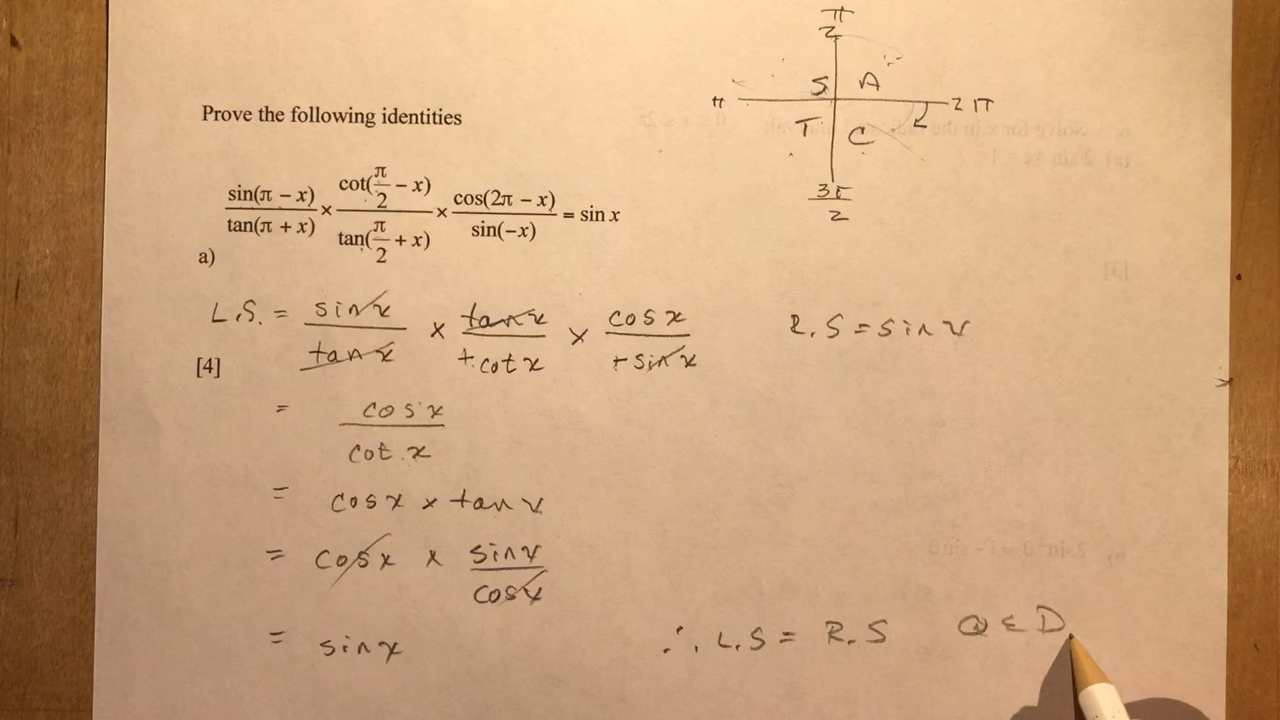 π/2
S A
π 2π
T C
3π/2
Prove the following identities
sin(π − x)/tan(π + x) × cot(π/2 − x)/tan(π/2 + x) × cos(2π − x)/sin(−x) = sin x
a)
L.S. = sin x/tan x × tan x/+cot x × cos x/+sin x R.S = sin x
[4]
= cos x/cot x
= cos x × tan x
= cos x × sin x/cos x
= sin x ∴ L.S = R.S QED